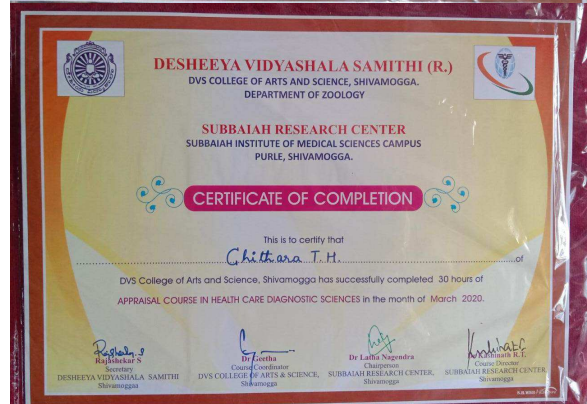 DESHEEYA VIDYASHALA SAMITHI (R.)
DVS COLLEGE OF ARTS AND SCIENCE, SHIVAMOGGA.
DEPARTMENT OF ZOOLOGY
SUBBAIAH RESEARCH CENTER
SUBBAIAH INSTITUTE OF MEDICAL SCIENCES CAMPUS
PURLE, SHIVAMOGGA.
CERTIFICATE OF COMPLETION
This is to certify that
Chithara T.H. of
DVS College of Arts and Science, Shivamogga has successfully completed 30 hours of
APPRAISAL COURSE IN HEALTH CARE DIAGNOSTIC SCIENCES in the month of March 2020.
Rajashekar S
Secretary
DESHEEYA VIDYASHALA SAMITHI
Shivamoggaa
Dr Geetha
Course Coordinator
DVS COLLEGE OF ARTS & SCIENCE,
Shivamogga
Dr Latha Nagendra
Chairperson
SUBBAIAH RESEARCH CENTER,
Shivamogga
Dr Kashinath R.T.
Course Director
SUBBAIAH RESEARCH CENTER
Shivamogga